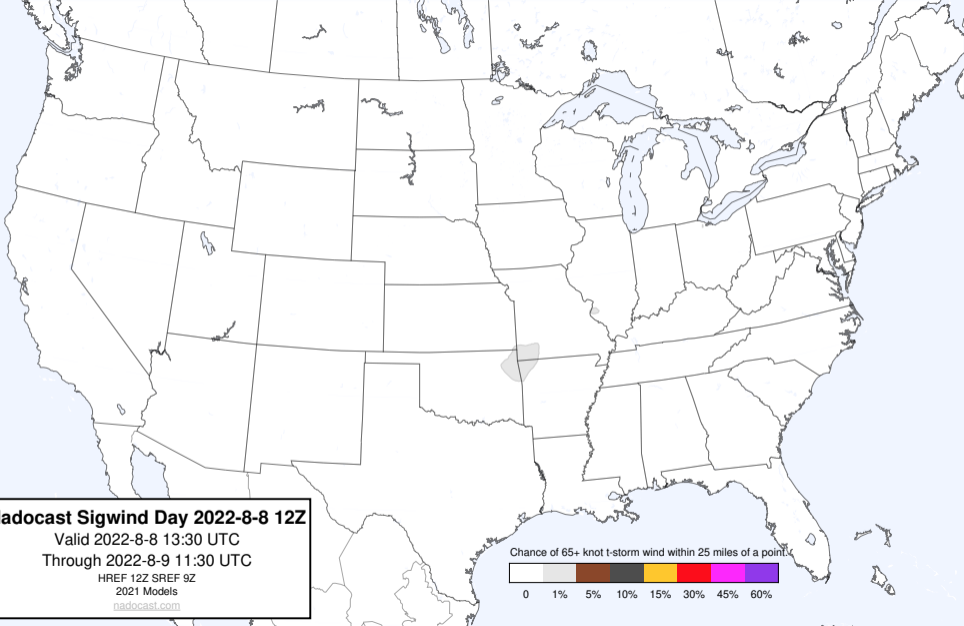 adocast Sigwind Day 2022-8-8 12Z
Valid 2022-8-8 13:30 UTC
Through 2022-8-9 11:30 UTC
HREF 12Z SREF 9Z
2021 Models
nadocast.com
Chance of 65+ knot t-storm wind within 25 miles of a point.
0 1% 5% 10% 15% 30% 45% 60%